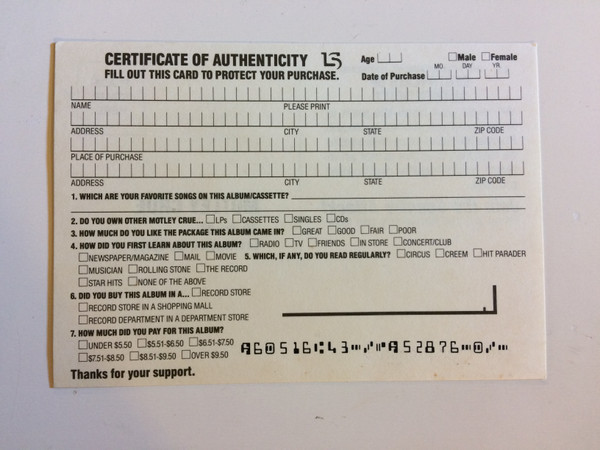 CERTIFICATE OF AUTHENTICITY
FILL OUT THIS CARD TO PROTECT YOUR PURCHASE.
Age ☐Male ☐Female
MO. DAY YR.
Date of Purchase
NAME PLEASE PRINT
ADDRESS CITY STATE ZIP CODE
PLACE OF PURCHASE
ADDRESS CITY STATE ZIP CODE
1. WHICH ARE YOUR FAVORITE SONGS ON THIS ALBUM/CASSETTE?
2. DO YOU OWN OTHER MOTLEY CRUE... ☐LPs ☐CASSETTES ☐SINGLES ☐CDs
3. HOW MUCH DO YOU LIKE THE PACKAGE THIS ALBUM CAME IN? ☐GREAT ☐GOOD ☐FAIR ☐POOR
4. HOW DID YOU FIRST LEARN ABOUT THIS ALBUM? ☐RADIO ☐TV ☐FRIENDS ☐IN STORE ☐CONCERT/CLUB
☐NEWSPAPER/MAGAZINE ☐MAIL ☐MOVIE 5. WHICH, IF ANY, DO YOU READ REGULARLY? ☐CIRCUS ☐CREEM ☐HIT PARADER
☐MUSICIAN ☐ROLLING STONE ☐THE RECORD
☐STAR HITS ☐NONE OF THE ABOVE
6. DID YOU BUY THIS ALBUM IN A... ☐RECORD STORE
☐RECORD STORE IN A SHOPPING MALL
☐RECORD DEPARTMENT IN A DEPARTMENT STORE
7. HOW MUCH DID YOU PAY FOR THIS ALBUM?
☐UNDER $5.50 ☐$5.51-$6.50 ☐$6.51-$7.50
☐$7.51-$8.50 ☐$8.51-$9.50 ☐OVER $9.50
A60516⑆43⑈⑇⑈A52876⑈0⑇⑈
Thanks for your support.